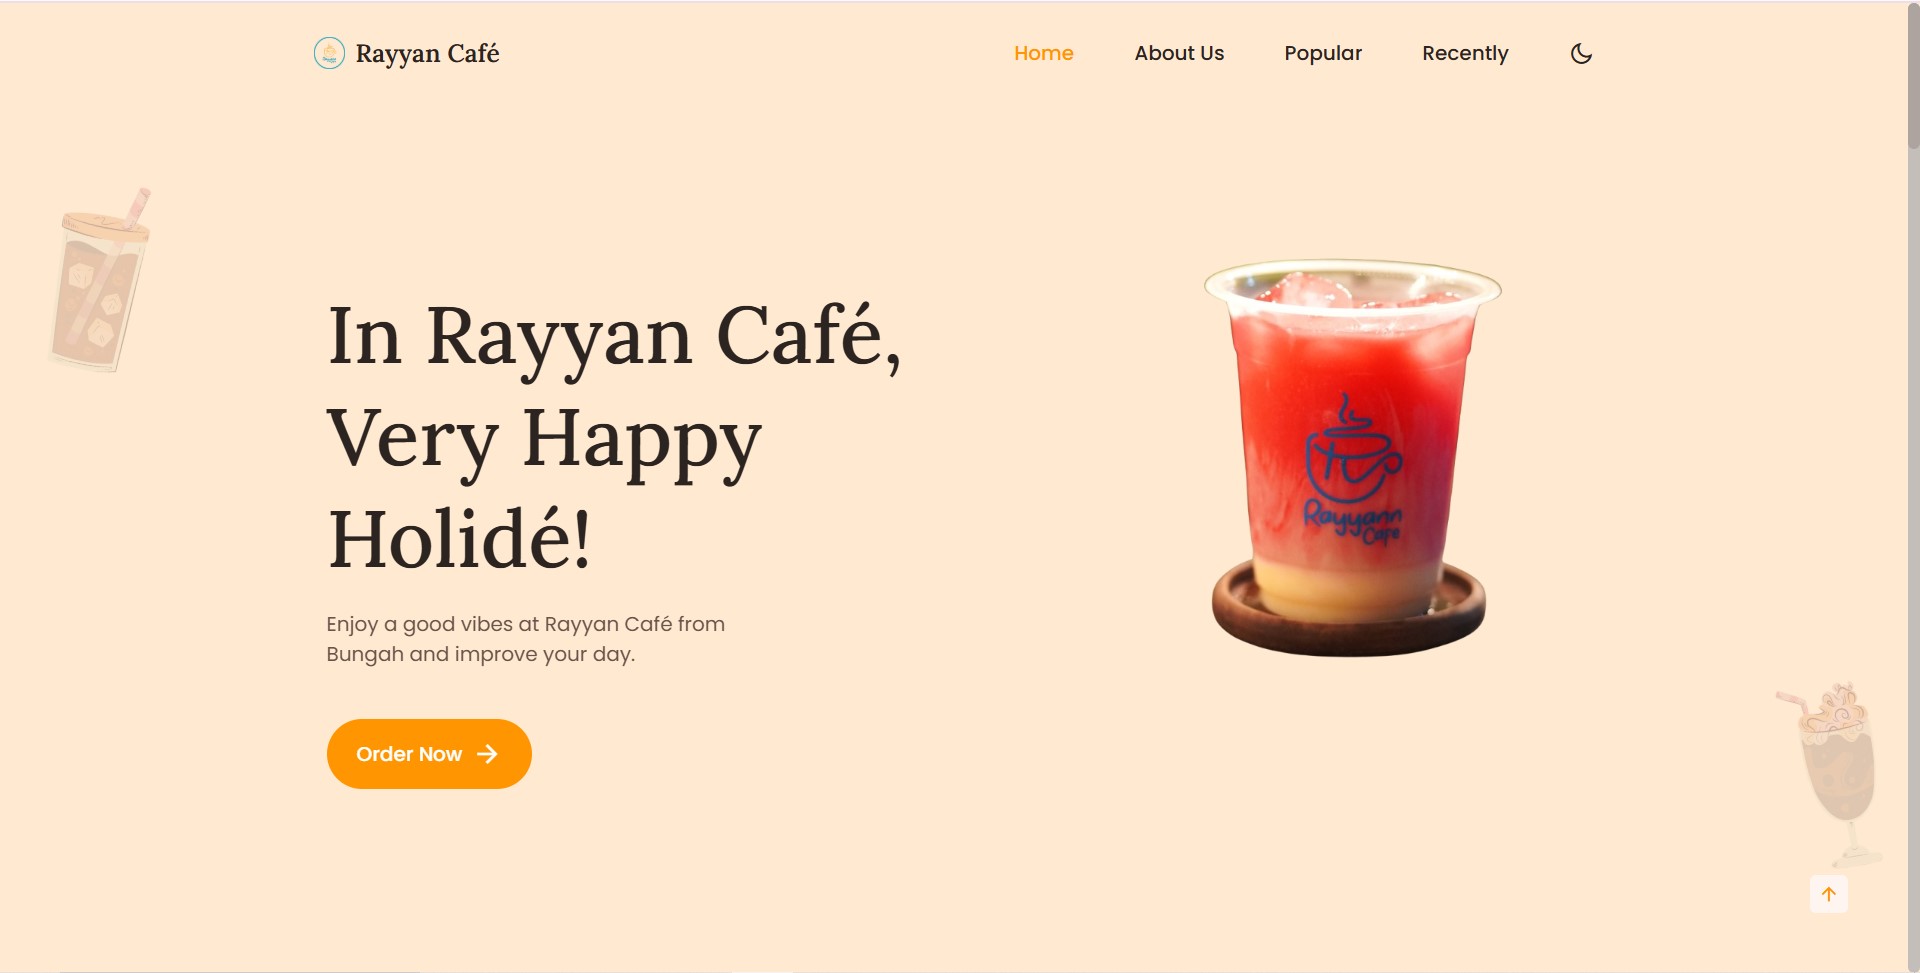 Rayyan Café
Home
About Us
Popular
Recently
In Rayyan Café,
Very Happy
Holidé!
Enjoy a good vibes at Rayyan Café from
Bungah and improve your day.
Order Now
Rayyann
Cafe